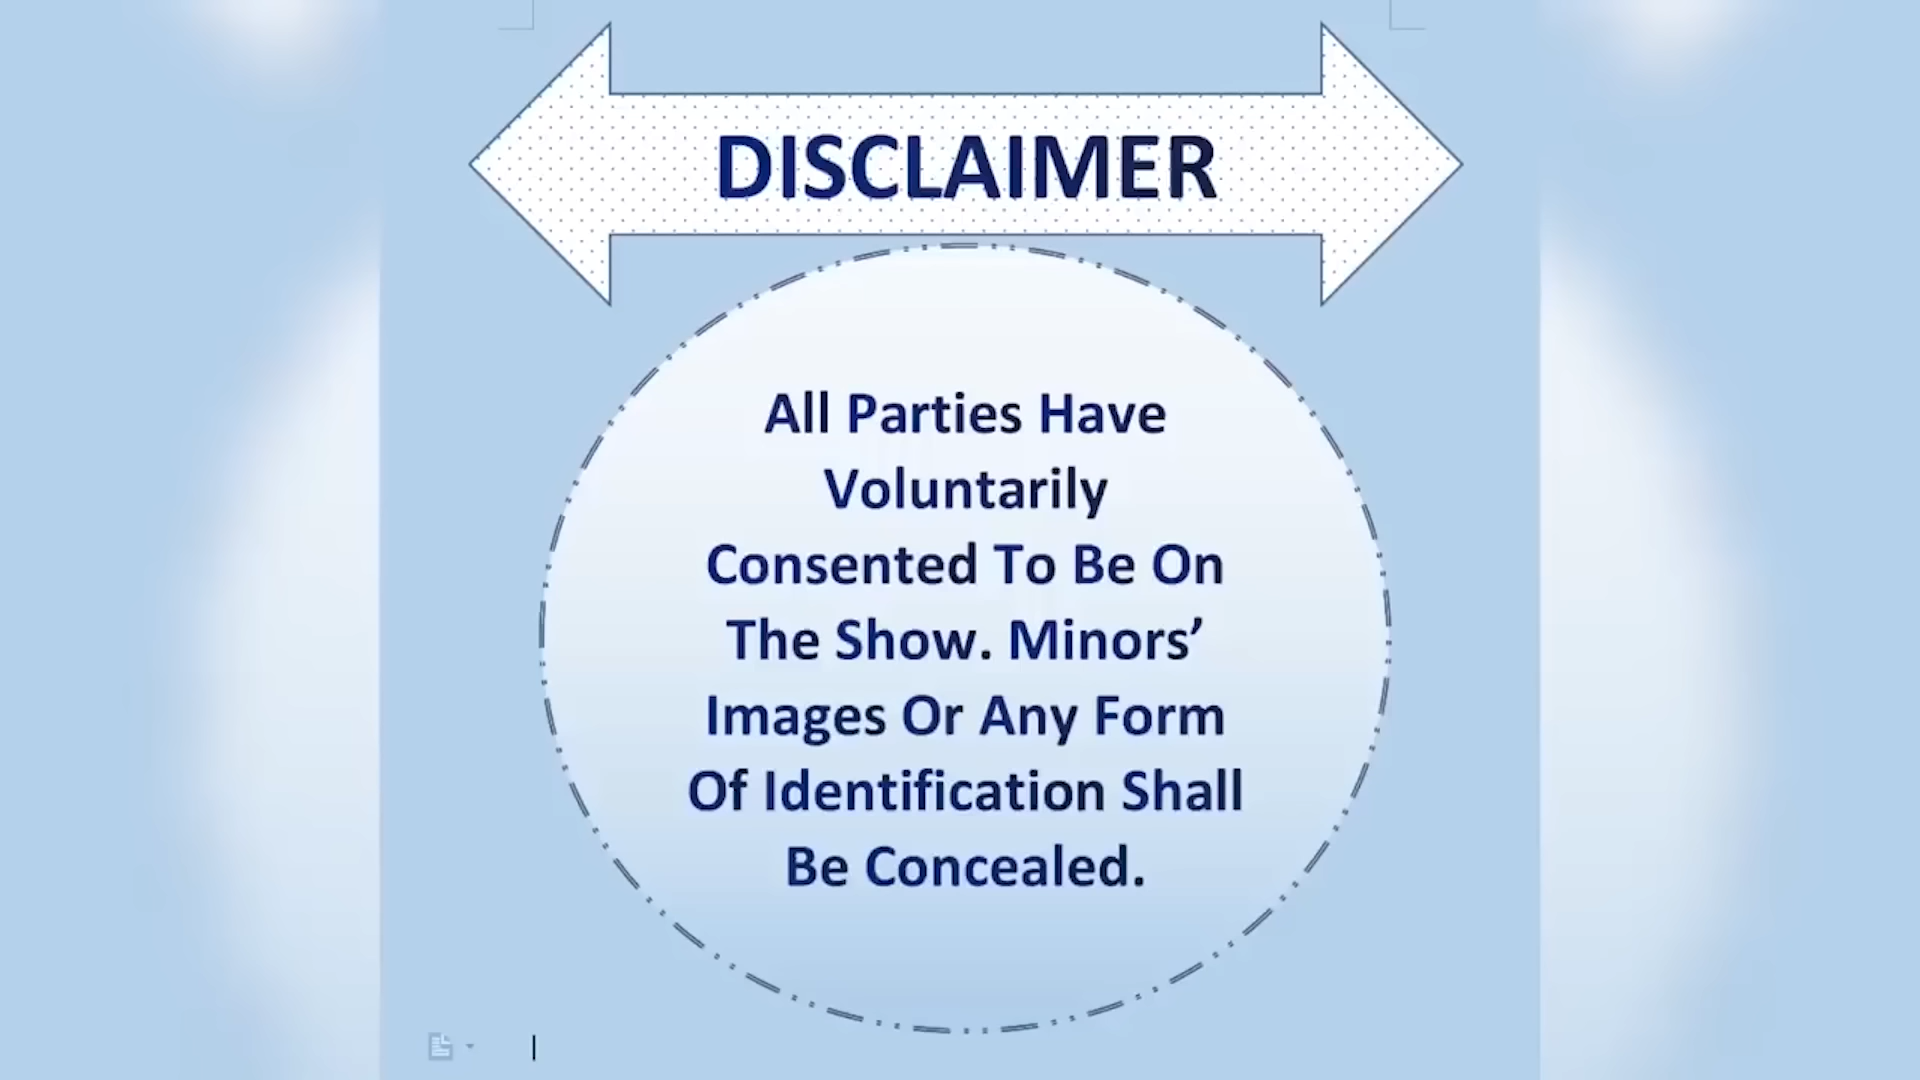 DISCLAIMER
All Parties Have
Voluntarily
Consented To Be On
The Show. Minors’
Images Or Any Form
Of Identification Shall
Be Concealed.